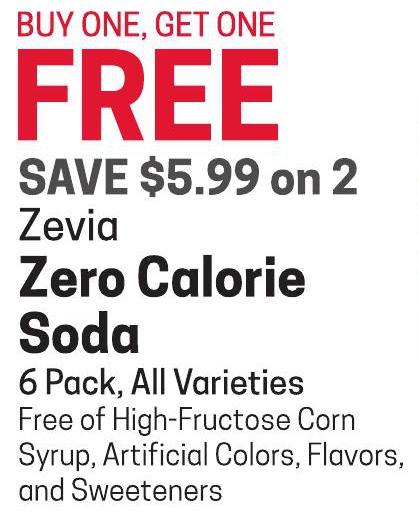 BUY ONE, GET ONE
FREE
SAVE $5.99 on 2
Zevia
Zero Calorie
Soda
6 Pack, All Varieties
Free of High-Fructose Corn
Syrup, Artificial Colors, Flavors,
and Sweeteners